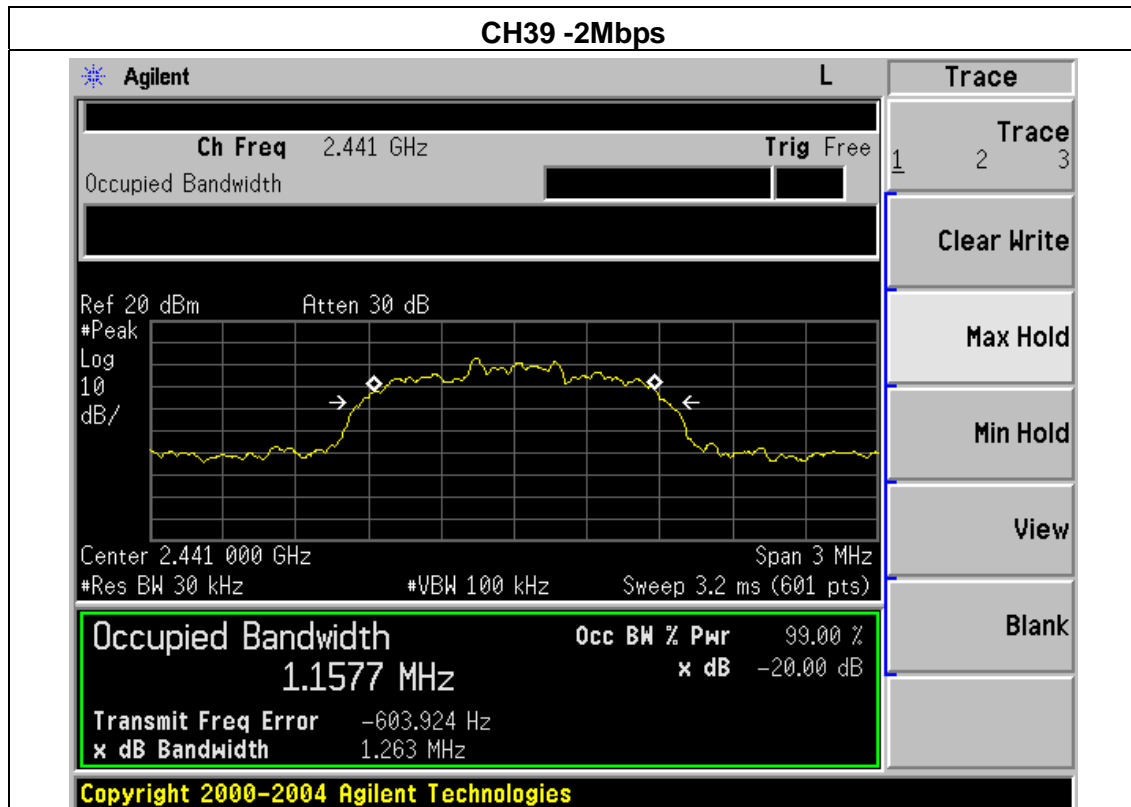 CH39 -2Mbps
Agilent L Trace
Ch Freq 2.441 GHz Trig Free
Occupied Bandwidth
Trace
1 2 3
Clear Write
Max Hold
Min Hold
View
Blank
Ref 20 dBm Atten 30 dB
#Peak
Log
10
dB/
Center 2.441 000 GHz Span 3 MHz
#Res BW 30 kHz #VBW 100 kHz Sweep 3.2 ms (601 pts)
Occupied Bandwidth Occ BW % Pwr 99.00 %
1.1577 MHz x dB -20.00 dB
Transmit Freq Error -603.924 Hz
x dB Bandwidth 1.263 MHz
Copyright 2000-2004 Agilent Technologies